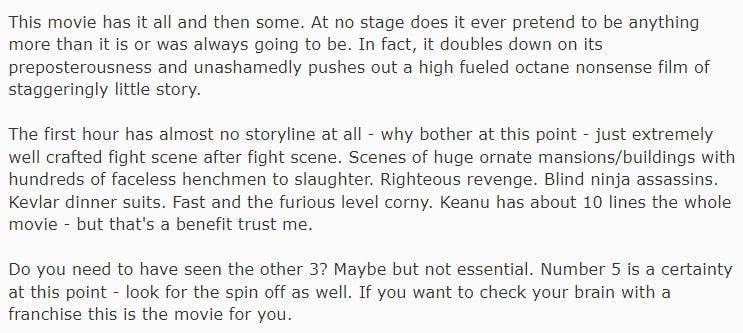 This movie has it all and then some. At no stage does it ever pretend to be anything
more than it is or was always going to be. In fact, it doubles down on its
preposterousness and unashamedly pushes out a high fueled octane nonsense film of
staggeringly little story.
The first hour has almost no storyline at all - why bother at this point - just extremely
well crafted fight scene after fight scene. Scenes of huge ornate mansions/buildings with
hundreds of faceless henchmen to slaughter. Righteous revenge. Blind ninja assassins.
Kevlar dinner suits. Fast and the furious level corny. Keanu has about 10 lines the whole
movie - but that's a benefit trust me.
Do you need to have seen the other 3? Maybe but not essential. Number 5 is a certainty
at this point - look for the spin off as well. If you want to check your brain with a
franchise this is the movie for you.